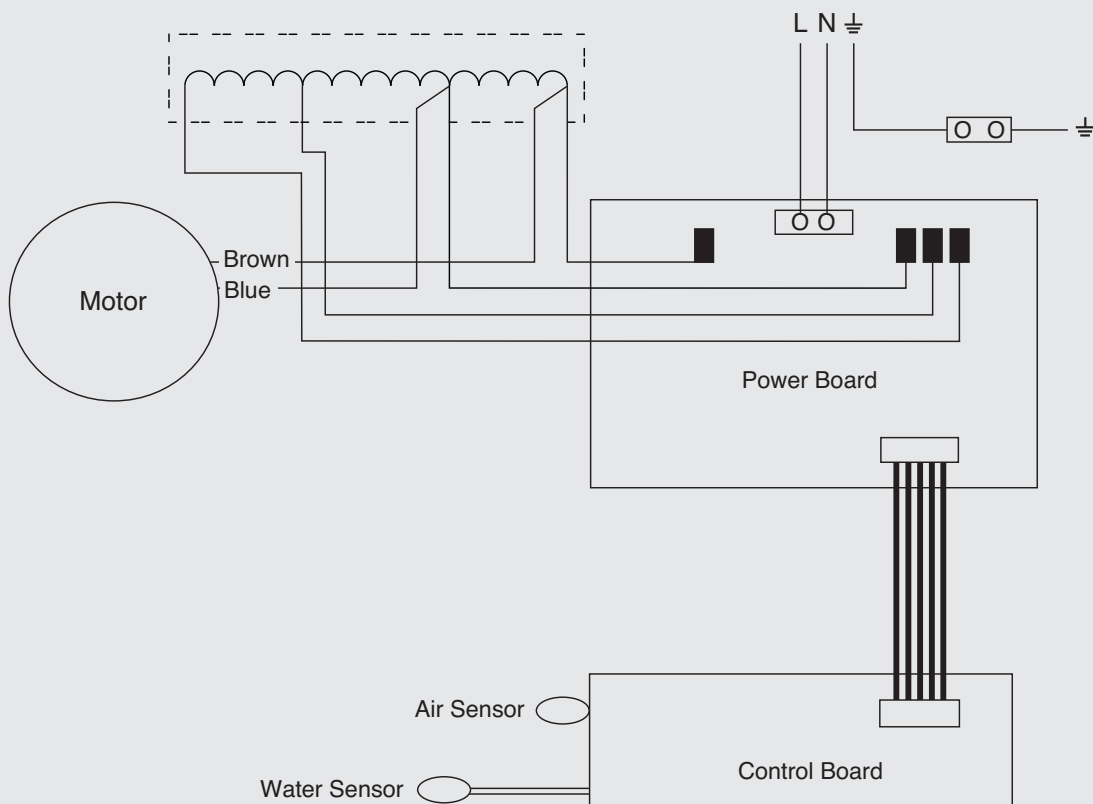 L N
Brown
Blue
Motor
Power Board
Air Sensor
Control Board
Water Sensor